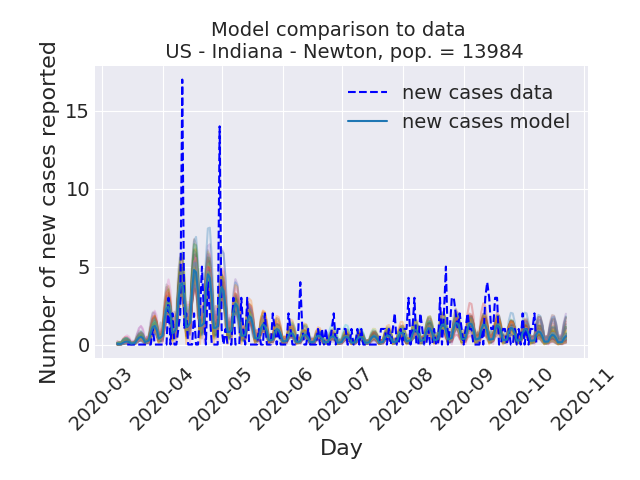 Model comparison to data
US - Indiana - Newton, pop. = 13984
Number of new cases reported
15
10
5
0
new cases data
new cases model
2020-03
2020-04
2020-05
2020-06
2020-07
2020-08
2020-09
2020-10
2020-11
Day